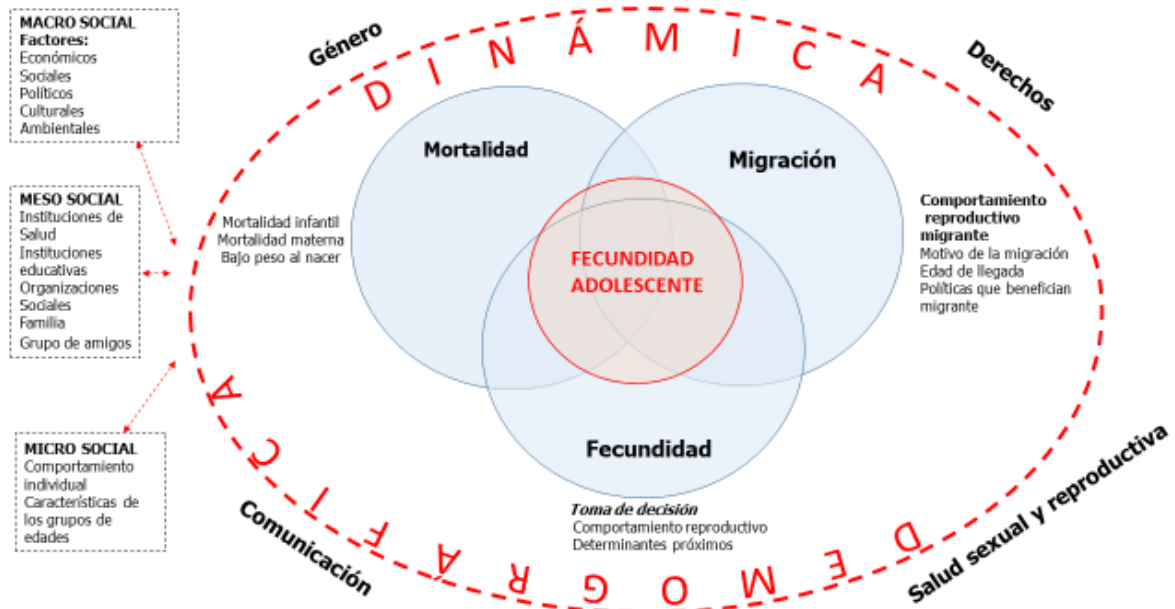 MACRO SOCIAL
Factores:
Económicos
Sociales
Políticos
Culturales
Ambientales
MESO SOCIAL
Instituciones de
Salud
Instituciones
educativas
Organizaciones
Sociales
Familia
Grupo de amigos
MICRO SOCIAL
Comportamiento
individual
Características de
los grupos de
edades
Género
DINÁMICA
Derechos
Mortalidad
Mortalidad infantil
Mortalidad materna
Bajo peso al nacer
Migración
Comportamiento
reproductivo
migrante
Motivo de la migración
Edad de llegada
Políticas que benefician
migrante
FECUNDIDAD
ADOLESCENTE
Fecundidad
Toma de decisión
Comportamiento reproductivo
Determinantes próximos
DEMOGRÁFICA
Comunicación
Salud sexual y reproductiva